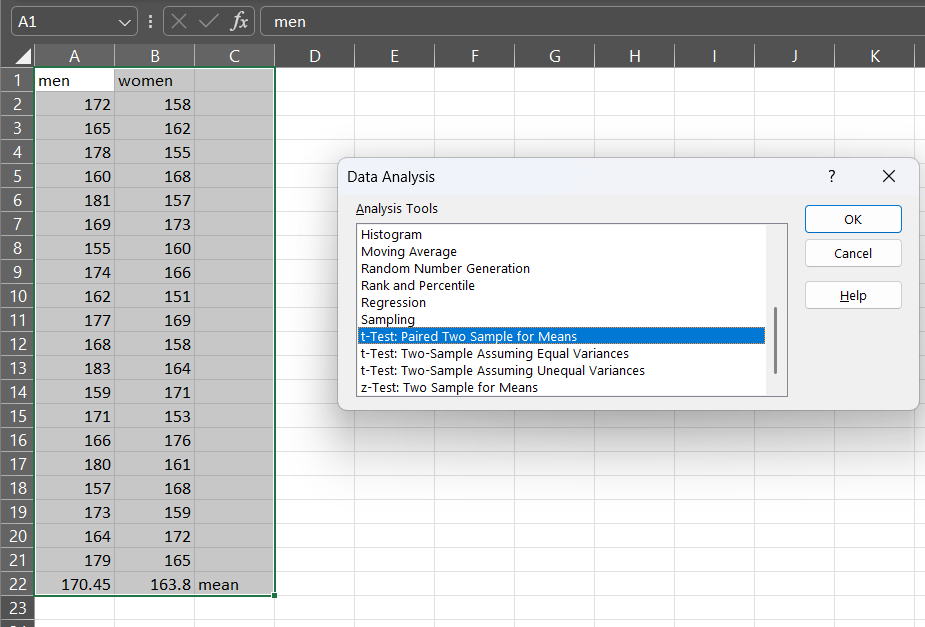 A1 fx men
A B C D E F G H I J K
1 men women
2 172 158
3 165 162
4 178 155
5 160 168
6 181 157
7 169 173
8 155 160
9 174 166
10 162 151
11 177 169
12 168 158
13 183 164
14 159 171
15 171 153
16 166 176
17 180 161
18 157 168
19 173 159
20 164 172
21 179 165
22 170.45 163.8 mean
23
Data Analysis ?
Analysis Tools
Histogram
Moving Average
Random Number Generation
Rank and Percentile
Regression
Sampling
t-Test: Paired Two Sample for Means
t-Test: Two-Sample Assuming Equal Variances
t-Test: Two-Sample Assuming Unequal Variances
z-Test: Two Sample for Means
OK
Cancel
Help